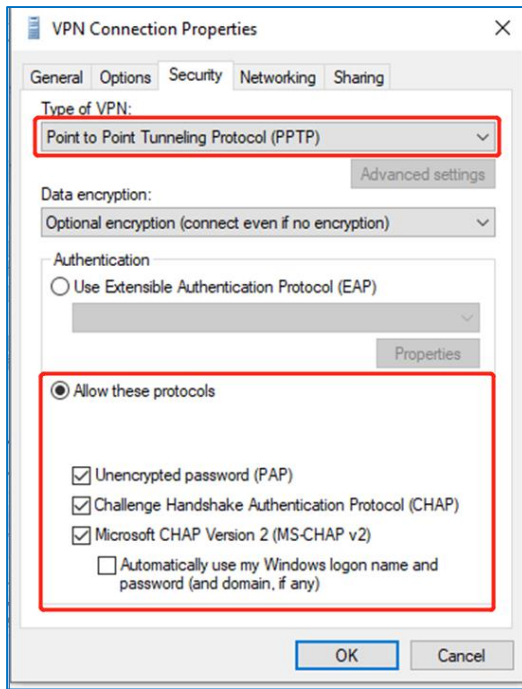 VPN Connection Properties
General Options Security Networking Sharing
Type of VPN:
Point to Point Tunneling Protocol (PPTP)
Advanced settings
Data encryption:
Optional encryption (connect even if no encryption)
Authentication
Use Extensible Authentication Protocol (EAP)
Properties
Allow these protocols
Unencrypted password (PAP)
Challenge Handshake Authentication Protocol (CHAP)
Microsoft CHAP Version 2 (MS-CHAP v2)
Automatically use my Windows logon name and
password (and domain, if any)
OK Cancel